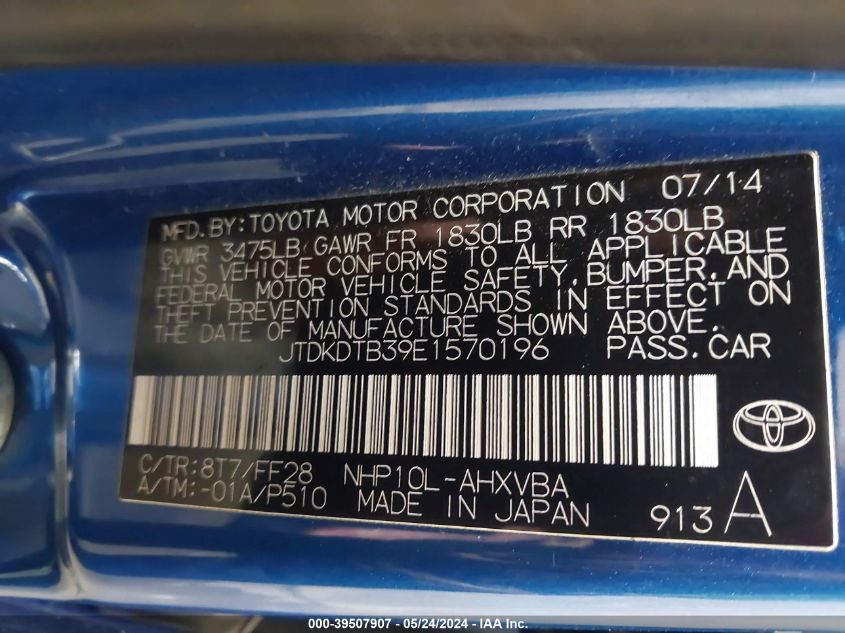 MFD.BY:TOYOTA MOTOR CORPORATION 07/14
GVWR 3475LB GAWR FR 1830LB RR 1830LB
THIS VEHICLE CONFORMS TO ALL APPLICABLE
FEDERAL MOTOR VEHICLE SAFETY, BUMPER, AND
THEFT PREVENTION STANDARDS IN EFFECT ON
THE DATE OF MANUFACTURE SHOWN ABOVE.
JTDKDTB39E1570196 PASS.CAR
C/TR:8T7/FF28 NHP10L-AHXVBA
A/TM:-01A/P510 MADE IN JAPAN 913 A
000-39507907 - 05/24/2024 - IAA Inc.